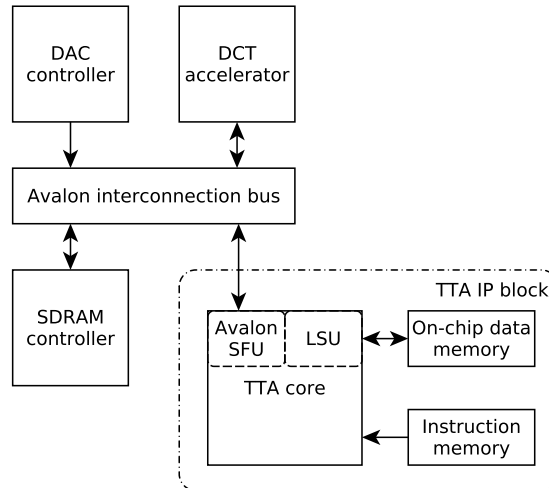 DAC
controller
DCT
accelerator
Avalon interconnection bus
SDRAM
controller
TTA IP block
Avalon
SFU
LSU
On-chip data
memory
TTA core
Instruction
memory